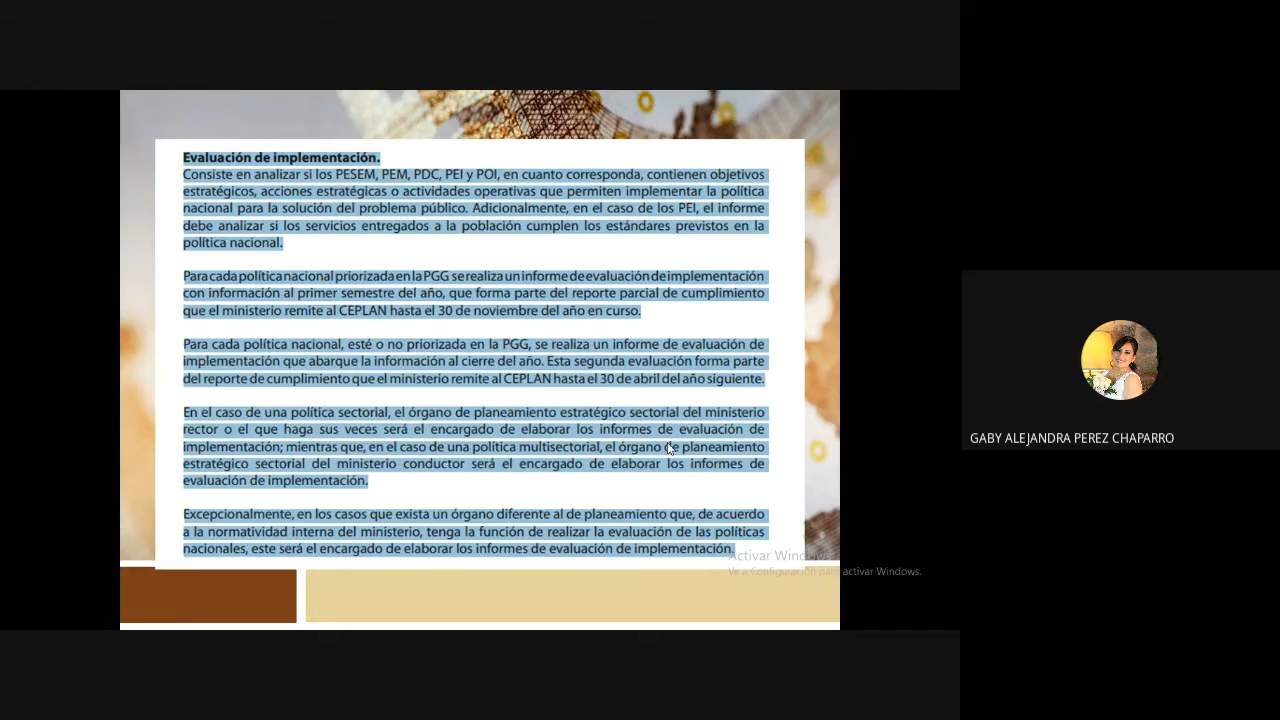 Evaluación de implementación.
Consiste en analizar si los PESEM, PEM, PDC, PEI y POI, en cuanto corresponda, contienen objetivos
estratégicos, acciones estratégicas o actividades operativas que permiten implementar la política
nacional para la solución del problema público. Adicionalmente, en el caso de los PEI, el informe
debe analizar si los servicios entregados a la población cumplen los estándares previstos en la
política nacional.
Para cada política nacional priorizada en la PGG se realiza un informe de evaluación de implementación
con información al primer semestre del año, que forma parte del reporte parcial de cumplimiento
que el ministerio remite al CEPLAN hasta el 30 de noviembre del año en curso.
Para cada política nacional, esté o no priorizada en la PGG, se realiza un informe de evaluación de
implementación que abarque la información al cierre del año. Esta segunda evaluación forma parte
del reporte de cumplimiento que el ministerio remite al CEPLAN hasta el 30 de abril del año siguiente.
En el caso de una política sectorial, el órgano de planeamiento estratégico sectorial del ministerio
rector o el que haga sus veces será el encargado de elaborar los informes de evaluación de
implementación; mientras que, en el caso de una política multisectorial, el órgano de planeamiento
estratégico sectorial del ministerio conductor será el encargado de elaborar los informes de
evaluación de implementación.
Excepcionalmente, en los casos que exista un órgano diferente al de planeamiento que, de acuerdo
a la normatividad interna del ministerio, tenga la función de realizar la evaluación de las políticas
nacionales, este será el encargado de elaborar los informes de evaluación de implementación.
Activar Windows
Ve a Configuración para activar Windows.
GABY ALEJANDRA PEREZ CHAPARRO